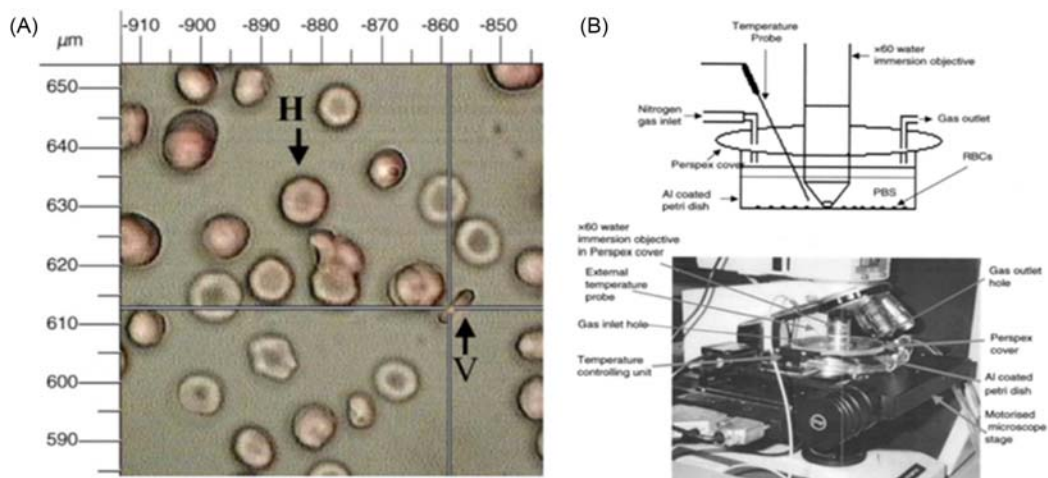 (A)
-910 -900 -890 -880 -870 -860 -850
µm
650
640
630
620
610
600
590
H
V
(B)
Temperature
Probe
×60 water
immersion objective
Nitrogen
gas inlet
Gas outlet
Perspex cover
RBCs
Al coated
petri dish
PBS
×60 water
immersion objective
in Perspex cover
External
temperature
probe
Gas inlet hole
Temperature
controlling unit
Gas outlet
hole
Perspex
cover
Al coated
petri dish
Motorised
microscope
stage